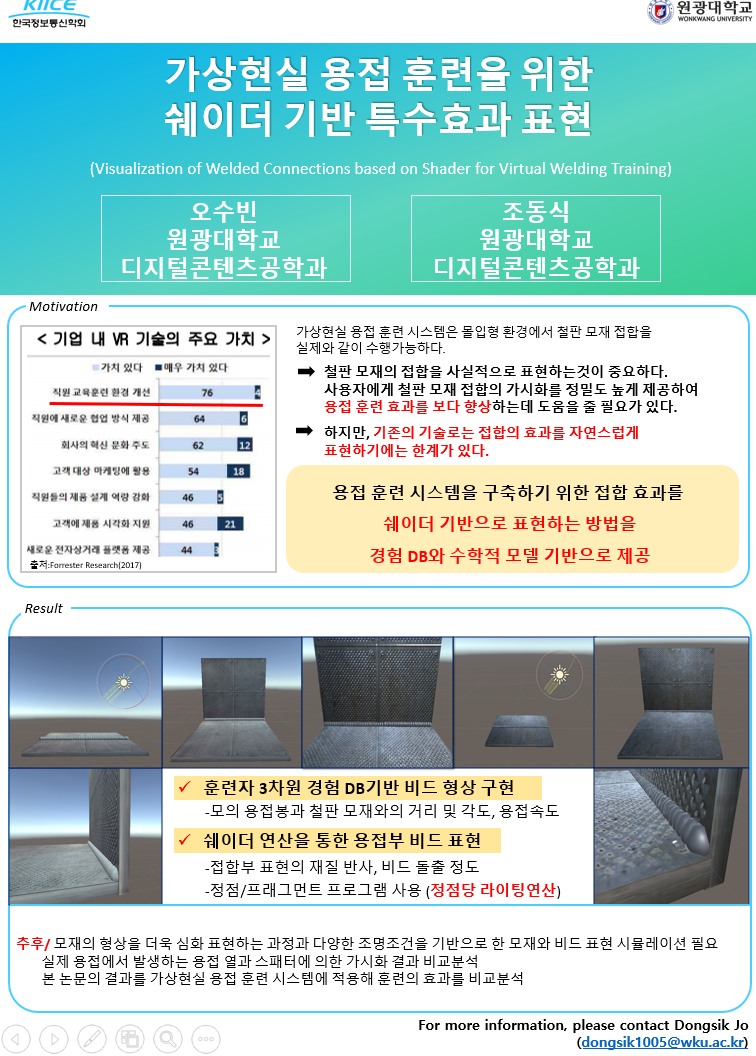 KIICE
한국정보통신학회
원광대학교
WONKWANG UNIVERSITY
가상현실 용접 훈련을 위한
쉐이더 기반 특수효과 표현
(Visualization of Welded Connections based on Shader for Virtual Welding Training)
오수빈
원광대학교
디지털콘텐츠공학과
조동식
원광대학교
디지털콘텐츠공학과
Motivation
< 기업 내 VR 기술의 주요 가치 >
가치 있다 매우 가치 있다
직원 교육훈련 환경 개선 76 4
직원에 새로운 협업 방식 제공 64 6
회사의 혁신 문화 주도 62 12
고객 대상 마케팅에 활용 54 18
직원들의 제품 설계 역량 강화 46 5
고객에 제품 시각화 지원 46 21
새로운 전자상거래 플랫폼 제공 44 3
출처:Forrester Research(2017)
가상현실 용접 훈련 시스템은 몰입형 환경에서 철판 모재 접합을
실제와 같이 수행가능하다.
➡ 철판 모재의 접합을 사실적으로 표현하는것이 중요하다.
사용자에게 철판 모재 접합의 가시화를 정밀도 높게 제공하여
용접 훈련 효과를 보다 향상하는데 도움을 줄 필요가 있다.
➡ 하지만, 기존의 기술로는 접합의 효과를 자연스럽게
표현하기에는 한계가 있다.
용접 훈련 시스템을 구축하기 위한 접합 효과를
쉐이더 기반으로 표현하는 방법을
경험 DB와 수학적 모델 기반으로 제공
Result
✓ 훈련자 3차원 경험 DB기반 비드 형상 구현
-모의 용접봉과 철판 모재와의 거리 및 각도, 용접속도
✓ 쉐이더 연산을 통한 용접부 비드 표현
-접합부 표현의 재질 반사, 비드 돌출 정도
-정점/프래그먼트 프로그램 사용 (정점당 라이팅연산)
추후/ 모재의 형상을 더욱 심화 표현하는 과정과 다양한 조명조건을 기반으로 한 모재와 비드 표현 시뮬레이션 필요
실제 용접에서 발생하는 용접 열과 스패터에 의한 가시화 결과 비교분석
본 논문의 결과를 가상현실 용접 훈련 시스템에 적용해 훈련의 효과를 비교분석
For more information, please contact Dongsik Jo
(dongsik1005@wku.ac.kr)